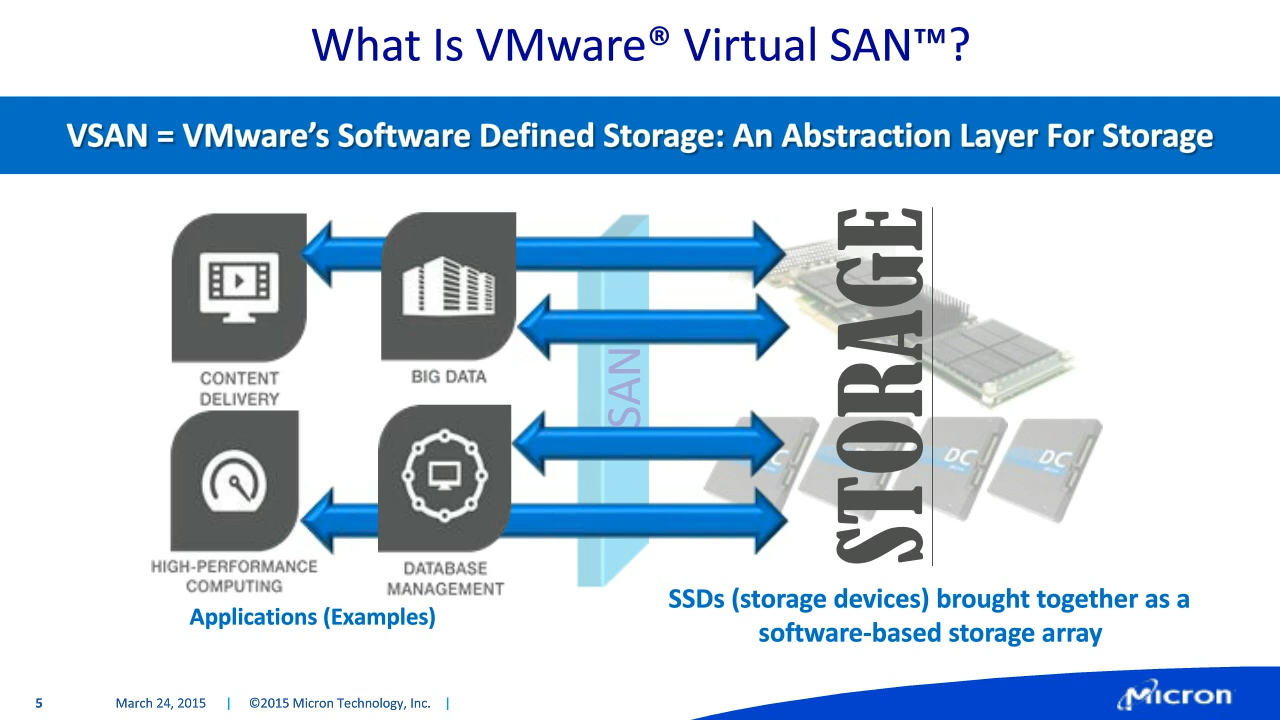 What Is VMware® Virtual SAN™?
VSAN = VMware’s Software Defined Storage: An Abstraction Layer For Storage
CONTENT
DELIVERY
BIG DATA
HIGH-PERFORMANCE
COMPUTING
DATABASE
MANAGEMENT
Applications (Examples)
SAN
STORAGE
DC
DC
SSDs (storage devices) brought together as a
software-based storage array
5
March 24, 2015 | ©2015 Micron Technology, Inc. |
Micron